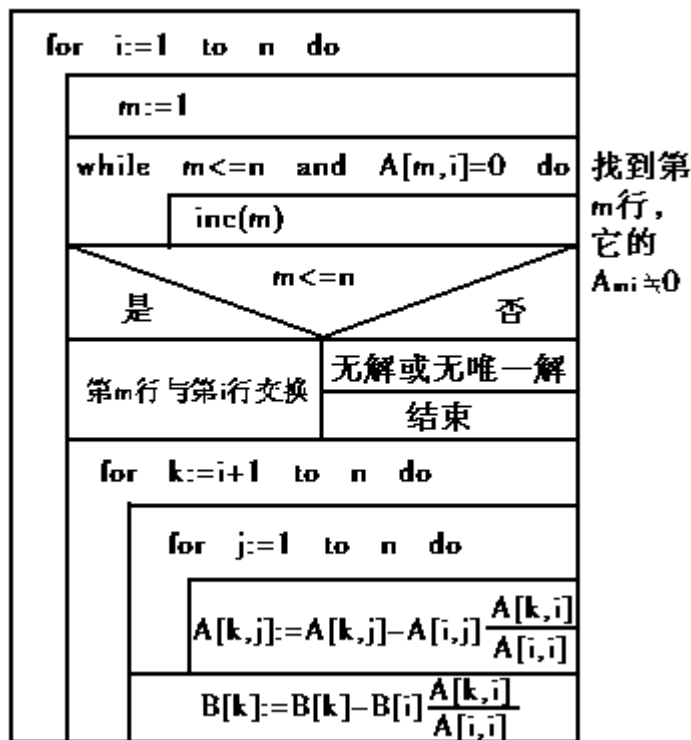 for i:=1 to n do
m:=1
while m<=n and A[m,i]=0 do
inc(m)
找到第
m行，
它的
Ami≒0
m<=n
是
否
第m行与第i行交换
无解或无唯一解
结束
for k:=i+1 to n do
for j:=1 to n do
A[k,j]:=A[k,j]-A[i,j] A[k,i]/A[i,i]
B[k]:=B[k]-B[i] A[k,i]/A[i,i]